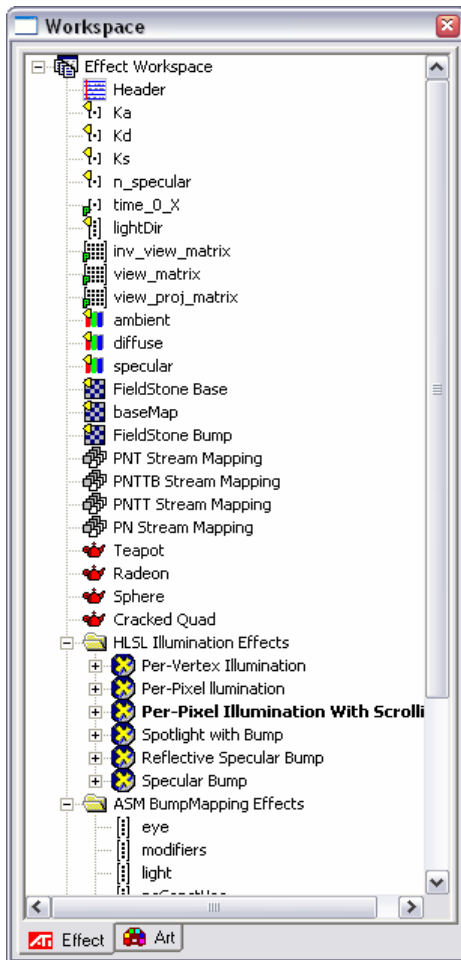 Workspace
Effect Workspace
Header
Ka
Kd
Ks
n_specular
time_0_X
lightDir
inv_view_matrix
view_matrix
view_proj_matrix
ambient
diffuse
specular
FieldStone Base
baseMap
FieldStone Bump
PNT Stream Mapping
PNTTB Stream Mapping
PNTT Stream Mapping
PN Stream Mapping
Teapot
Radeon
Sphere
Cracked Quad
HLSL Illumination Effects
Per-Vertex Illumination
Per-Pixel llumination
Per-Pixel Illumination With Scrolli
Spotlight with Bump
Reflective Specular Bump
Specular Bump
ASM BumpMapping Effects
eye
modifiers
light
ATI Effect Art